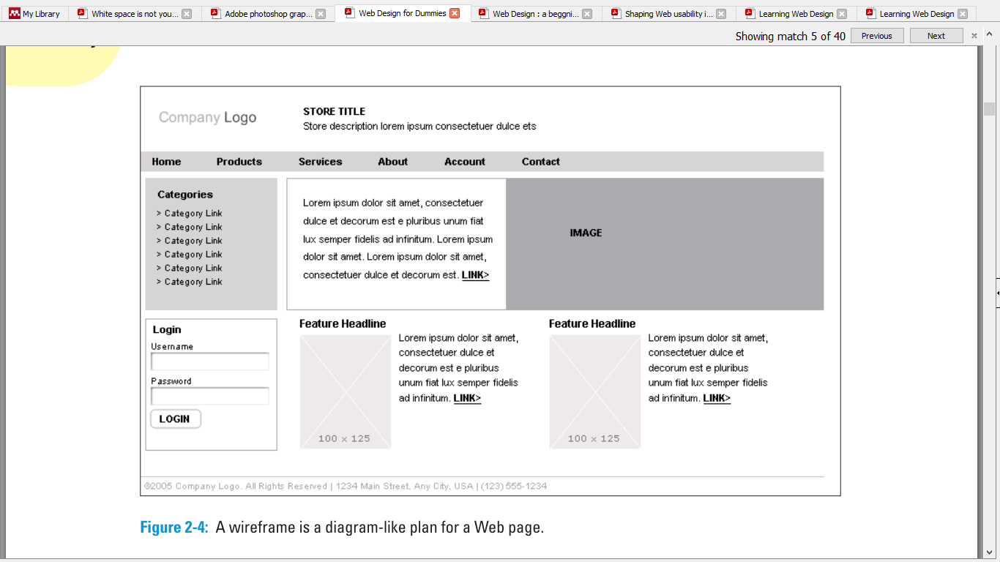 My Library
White space is not you...
Adobe photoshop grap...
Web Design for Dummies
Web Design : a beggni...
Shaping Web usability i...
Learning Web Design
Learning Web Design
Showing match 5 of 40
Previous
Next
Company Logo
STORE TITLE
Store description lorem ipsum consectetuer dulce ets
Home Products Services About Account Contact
Categories
> Category Link
> Category Link
> Category Link
> Category Link
> Category Link
> Category Link
Lorem ipsum dolor sit amet, consectetuer
dulce et decorum est e pluribus unum fiat
lux semper fidelis ad infinitum. Lorem ipsum
dolor sit amet. Lorem ipsum dolor sit amet,
consectetuer dulce et decorum est. LINK>
IMAGE
Login
Username
Password
LOGIN
Feature Headline
100 x 125
Lorem ipsum dolor sit amet,
consectetuer dulce et
decorum est e pluribus
unum fiat lux semper fidelis
ad infinitum. LINK>
Feature Headline
100 x 125
Lorem ipsum dolor sit amet,
consectetuer dulce et
decorum est e pluribus
unum fiat lux semper fidelis
ad infinitum. LINK>
©2005 Company Logo. All Rights Reserved | 1234 Main Street, Any City, USA | (123) 555-1234
Figure 2-4: A wireframe is a diagram-like plan for a Web page.